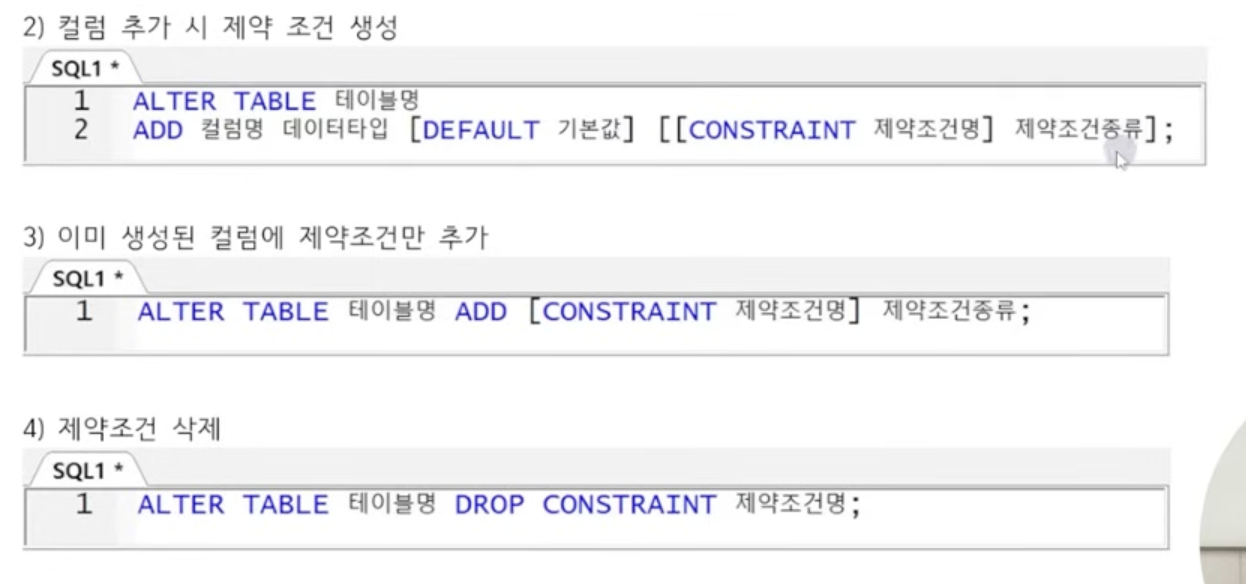 2) 컬럼 추가 시 제약 조건 생성
SQL1 *
1 ALTER TABLE 테이블명
2 ADD 컬럼명 데이터타입 [DEFAULT 기본값] [[CONSTRAINT 제약조건명] 제약조건종류];
3) 이미 생성된 컬럼에 제약조건만 추가
SQL1 *
1 ALTER TABLE 테이블명 ADD [CONSTRAINT 제약조건명] 제약조건종류;
4) 제약조건 삭제
SQL1 *
1 ALTER TABLE 테이블명 DROP CONSTRAINT 제약조건명;